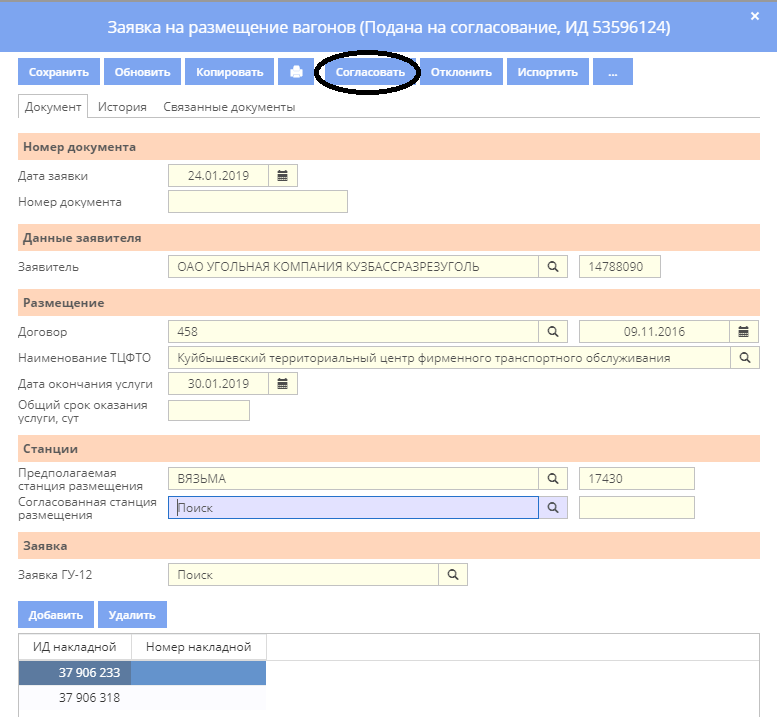 Заявка на размещение вагонов (Подана на согласование, ИД 53596124)
Сохранить Обновить Копировать Согласовать Отклонить Испортить ...
Документ История Связанные документы
Номер документа
Дата заявки 24.01.2019
Номер документа
Данные заявителя
Заявитель ОАО УГОЛЬНАЯ КОМПАНИЯ КУЗБАССРАЗРЕЗУГОЛЬ 14788090
Размещение
Договор 458 09.11.2016
Наименование ТЦФТО Куйбышевский территориальный центр фирменного транспортного обслуживания
Дата окончания услуги 30.01.2019
Общий срок оказания
услуги, сут
Станции
Предполагаемая
станция размещения ВЯЗЬМА 17430
Согласованная станция
размещения Поиск
Заявка
Заявка ГУ-12 Поиск
Добавить Удалить
ИД накладной Номер накладной
37 906 233
37 906 318